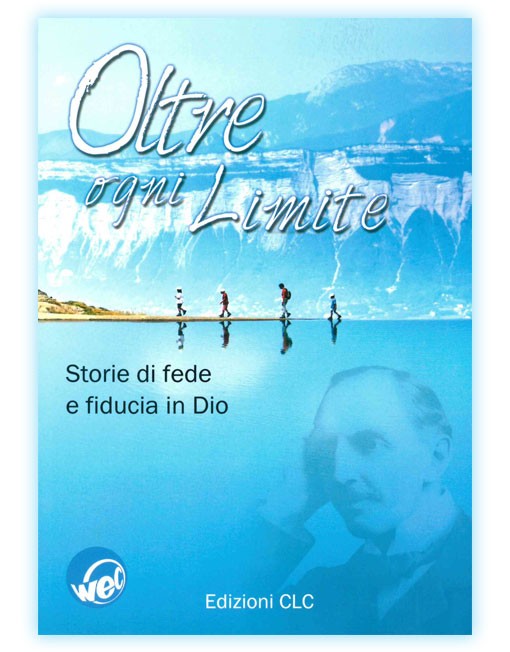 Oltre
ogni Limite
Storie di fede
e fiducia in Dio
wec
Edizioni CLC